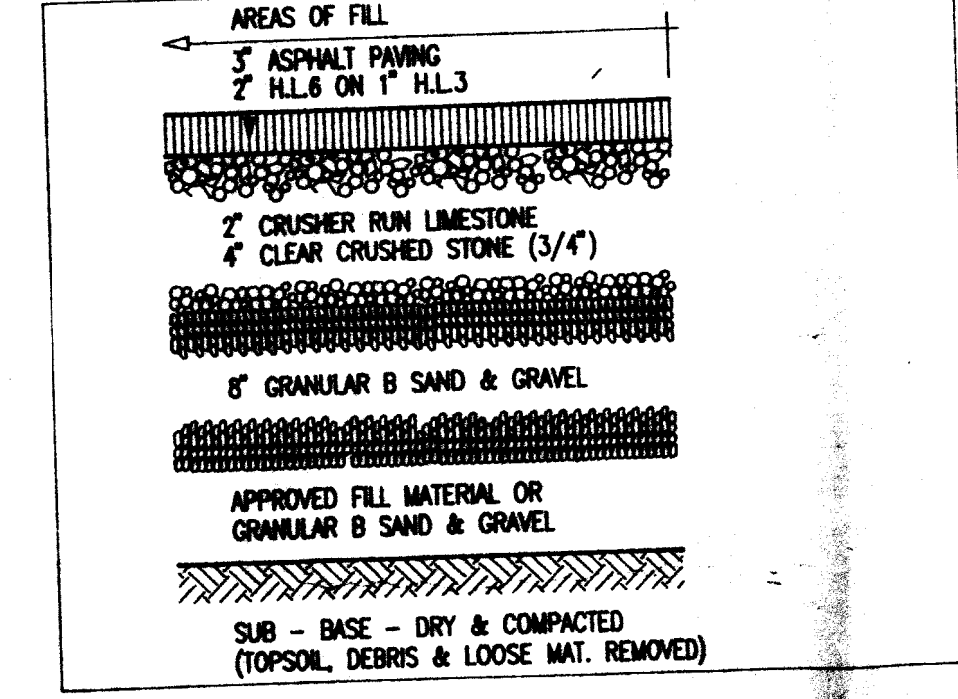 AREAS OF FILL
3" ASPHALT PAVING
2" H.L.6 ON 1" H.L.3
2" CRUSHER RUN LIMESTONE
4" CLEAR CRUSHED STONE (3/4")
8" GRANULAR B SAND & GRAVEL
APPROVED FILL MATERIAL OR
GRANULAR B SAND & GRAVEL
SUB - BASE - DRY & COMPACTED
(TOPSOIL, DEBRIS & LOOSE MAT. REMOVED)